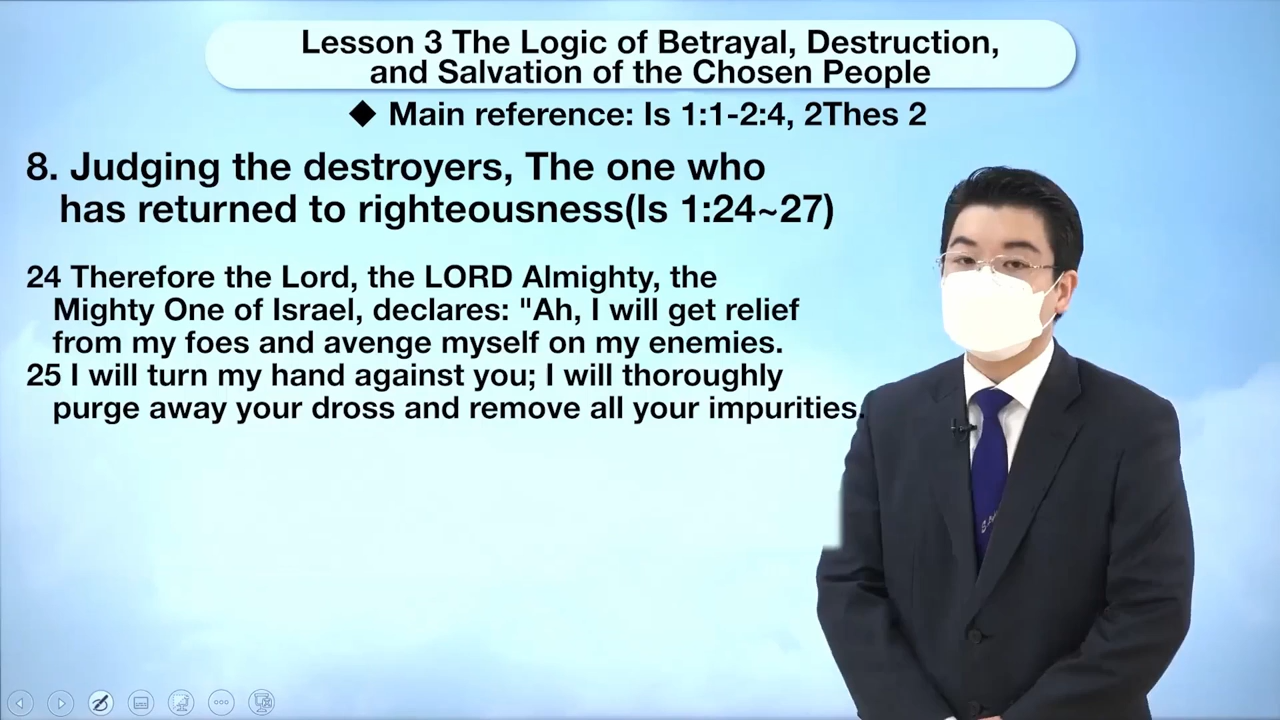 Lesson 3 The Logic of Betrayal, Destruction,
and Salvation of the Chosen People
◆ Main reference: Is 1:1-2:4, 2Thes 2
8. Judging the destroyers, The one who
has returned to righteousness(Is 1:24~27)
24 Therefore the Lord, the LORD Almighty, the
Mighty One of Israel, declares: "Ah, I will get relief
from my foes and avenge myself on my enemies.
25 I will turn my hand against you; I will thoroughly
purge away your dross and remove all your impurities.